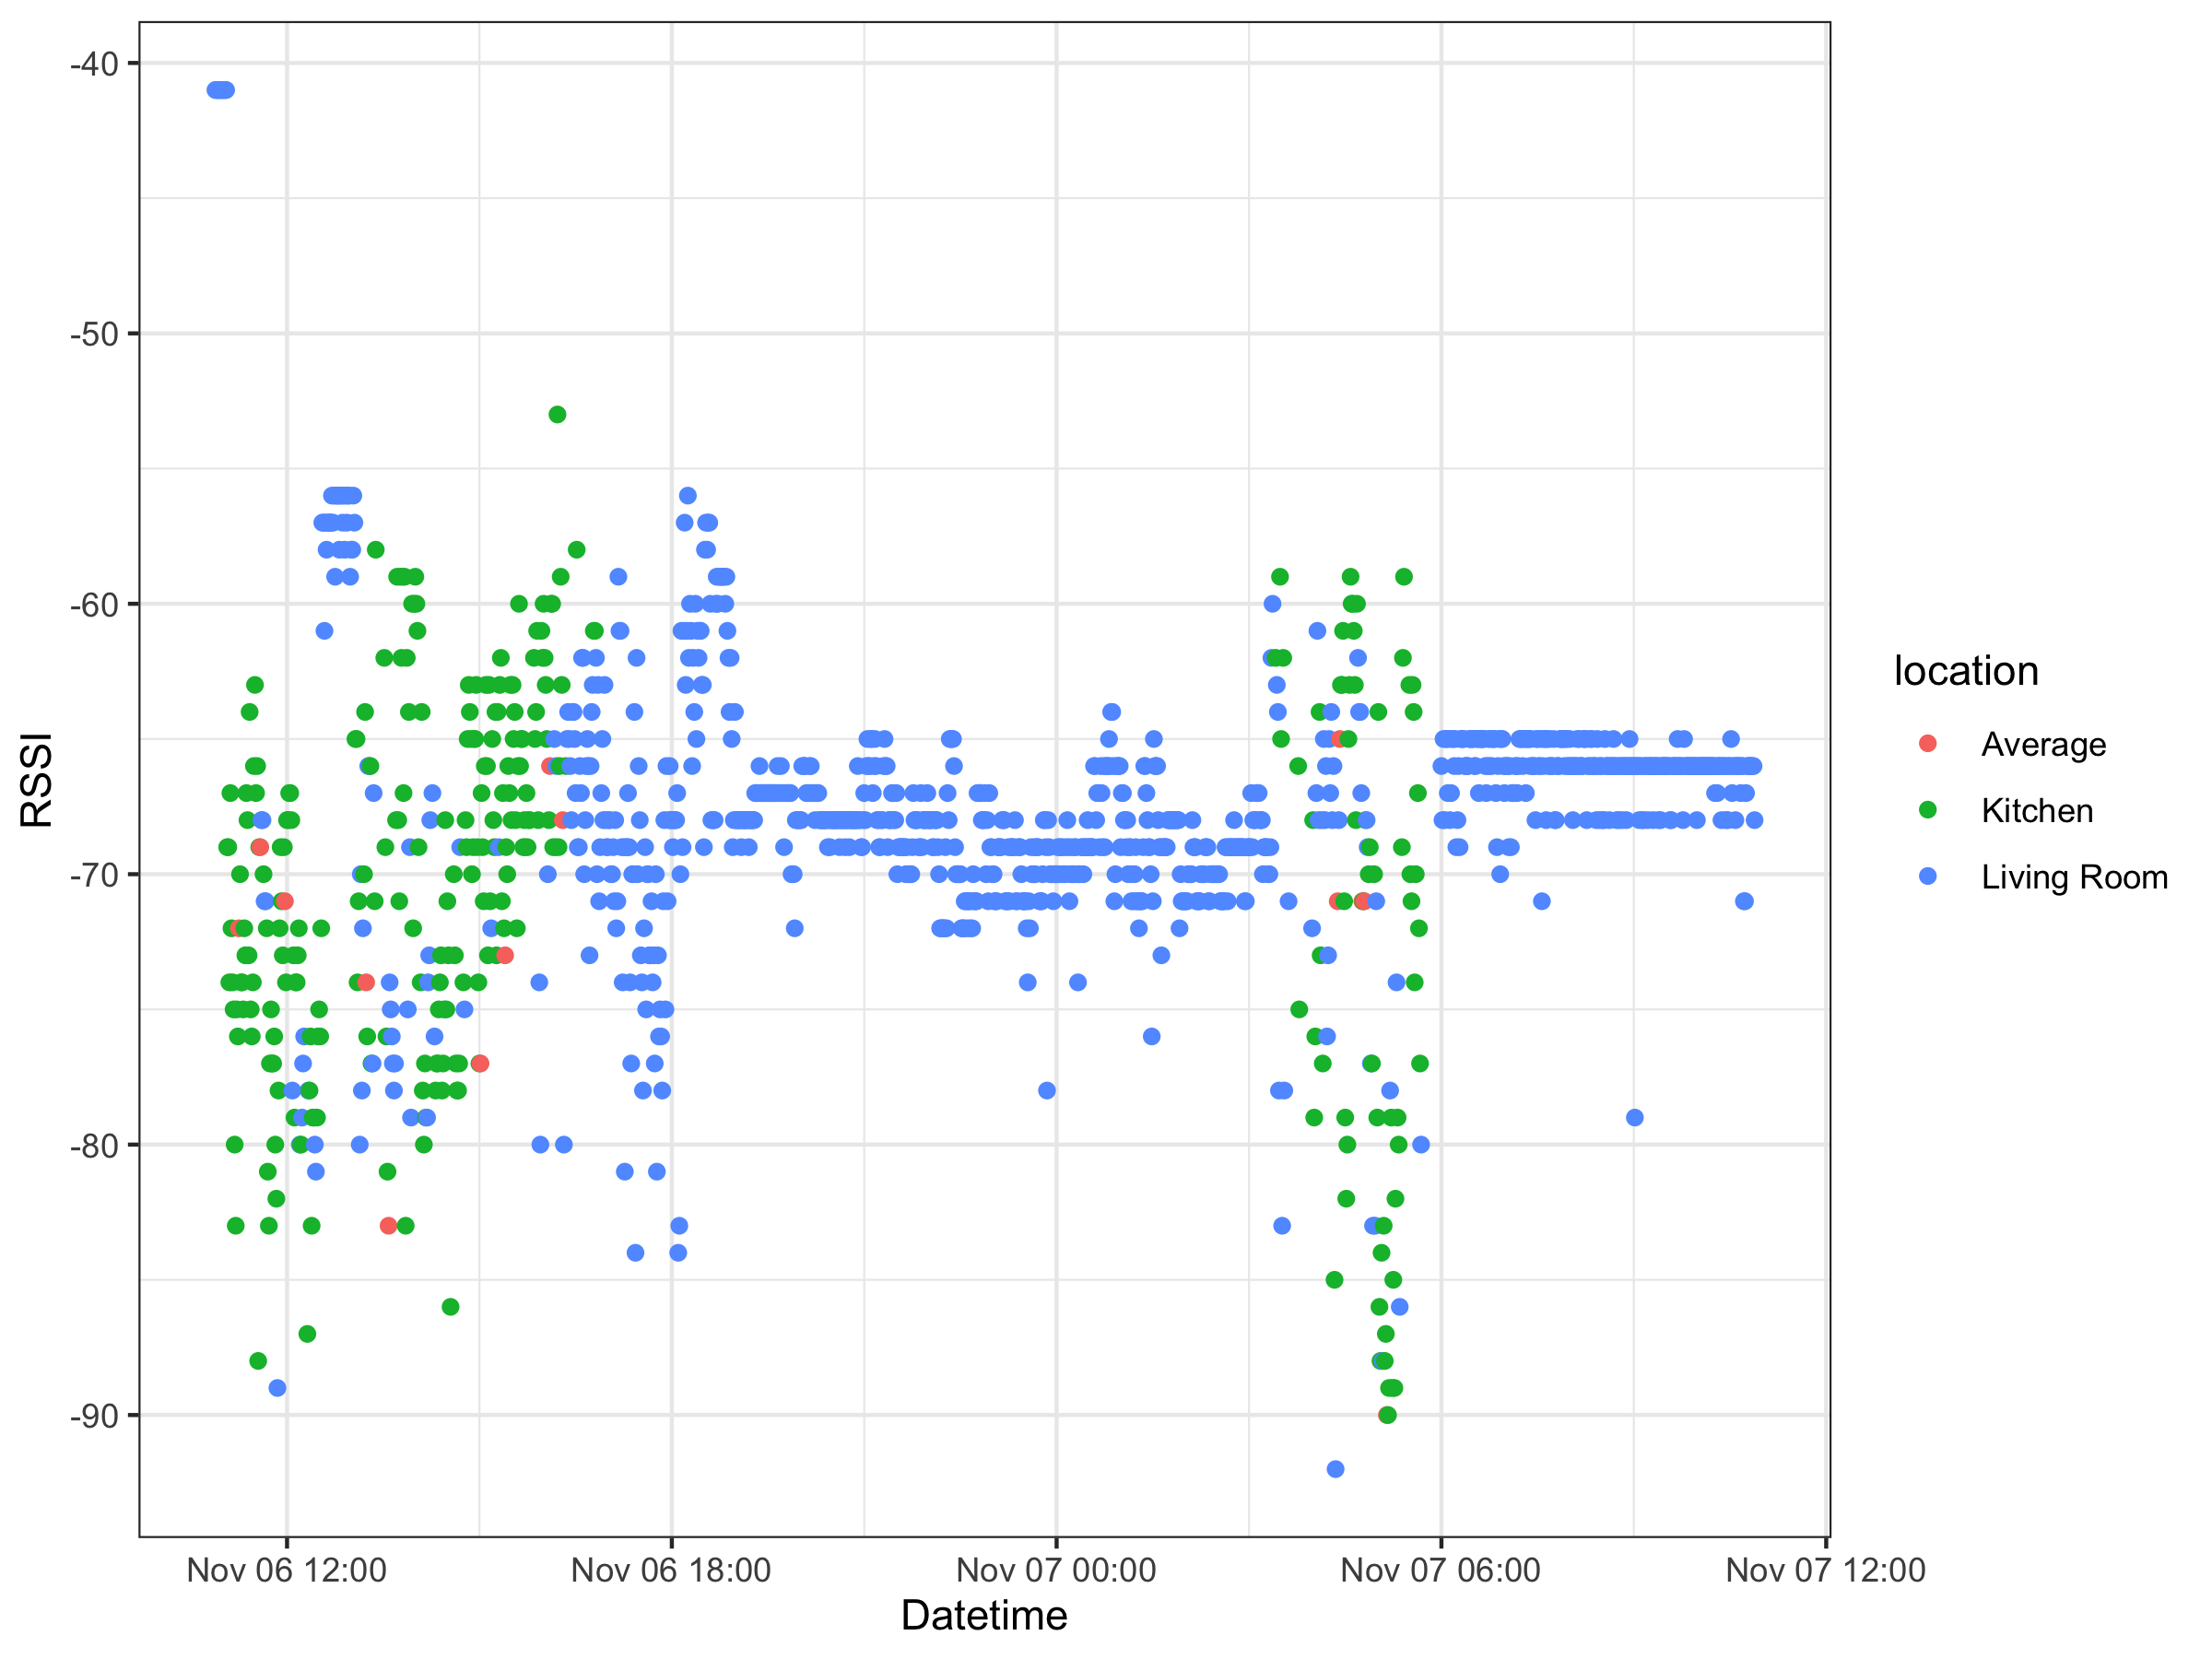 -40
-50
-60
-70
-80
-90
RSSI
Nov 06 12:00
Nov 06 18:00
Nov 07 00:00
Nov 07 06:00
Nov 07 12:00
Datetime
location
Average
Kitchen
Living Room